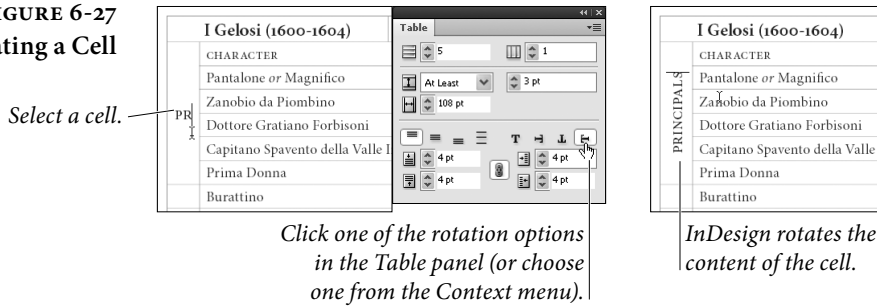 FIGURE 6-27
ating a Cell
Select a cell.
I Gelosi (1600-1604)
CHARACTER
Pantalone or Magnifico
Zanobio da Piombino
PR
Dottore Gratiano Forbisoni
Capitano Spavento della Valle I
Prima Donna
Burattino
Table
5
1
At Least
3 pt
108 pt
4 pt
4 pt
4 pt
4 pt
Click one of the rotation options
in the Table panel (or choose
one from the Context menu).
I Gelosi (1600-1604)
CHARACTER
Pantalone or Magnifico
Zanobio da Piombino
Dottore Gratiano Forbisoni
Capitano Spavento della Valle
Prima Donna
Burattino
PRINCIPALS
InDesign rotates the
content of the cell.